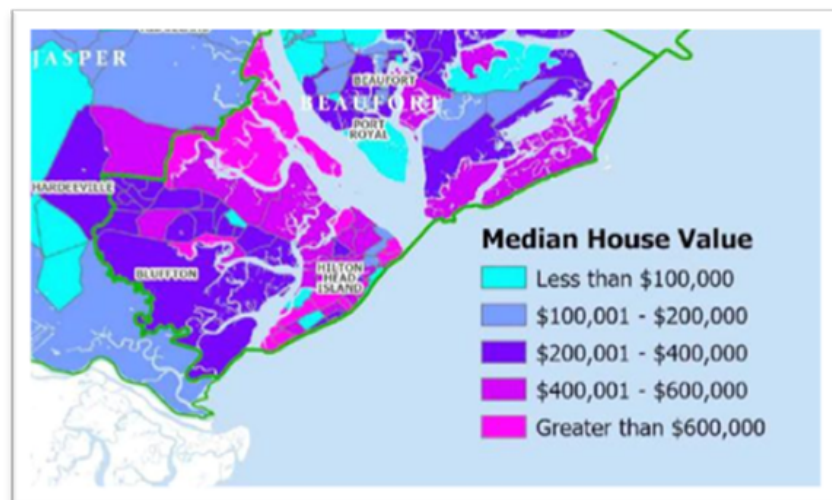 JASPER
BEAUFORT
BEAUFORT
PORT
ROYAL
HARDEEVILLE
BLUFFTON
HILTON
HEAD
ISLAND
Median House Value
Less than $100,000
$100,001 - $200,000
$200,001 - $400,000
$400,001 - $600,000
Greater than $600,000